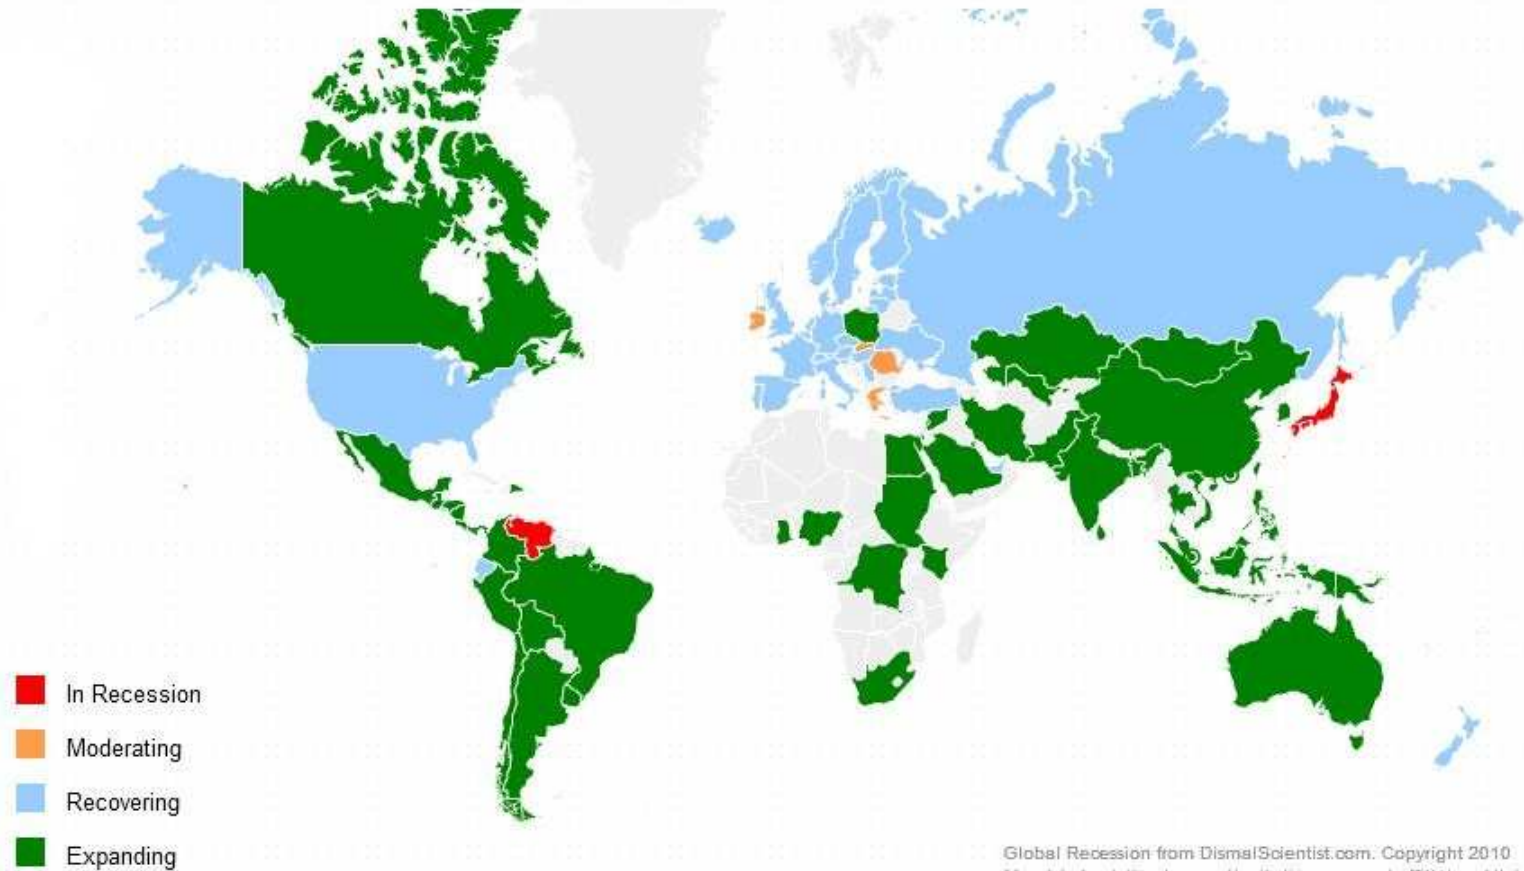 In Recession
Moderating
Recovering
Expanding
Global Recession from DismalScientist.com. Copyright 2010